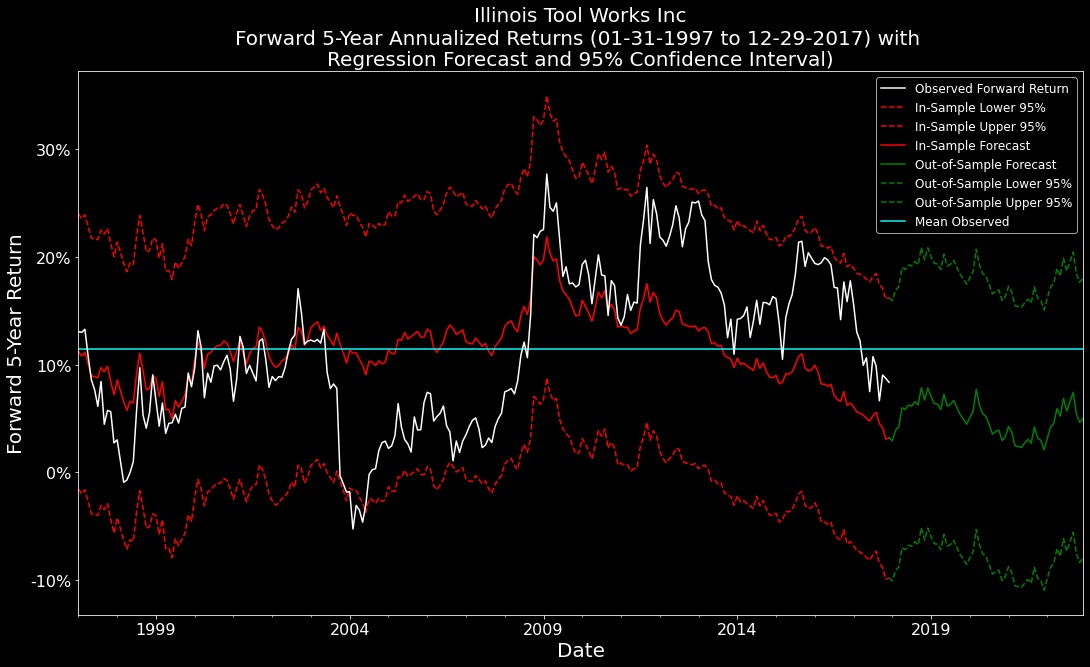 Illinois Tool Works Inc
Forward 5-Year Annualized Returns (01-31-1997 to 12-29-2017) with
Regression Forecast and 95% Confidence Interval)
Observed Forward Return
In-Sample Lower 95%
In-Sample Upper 95%
In-Sample Forecast
Out-of-Sample Forecast
Out-of-Sample Lower 95%
Out-of-Sample Upper 95%
Mean Observed
Forward 5-Year Return
30%
20%
10%
0%
-10%
1999
2004
2009
2014
2019
Date